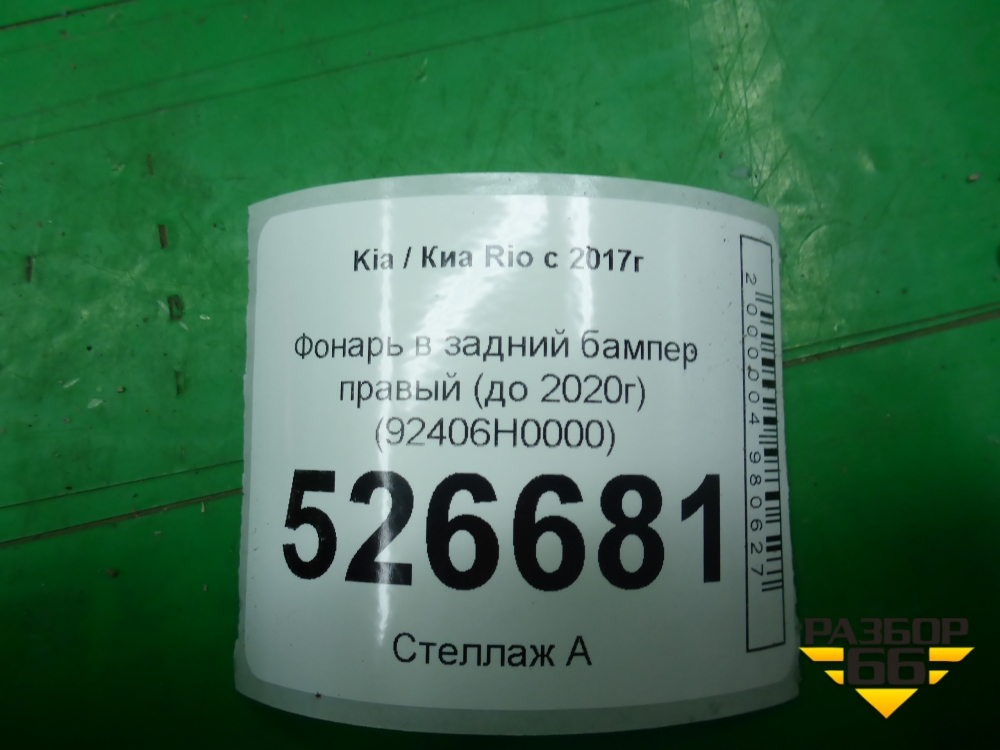 Kia / Киа Rio с 2017г
Фонарь в задний бампер
правый (до 2020г)
(92406H0000)
526681
Стеллаж А
2000004980627
РАЗБОР
66